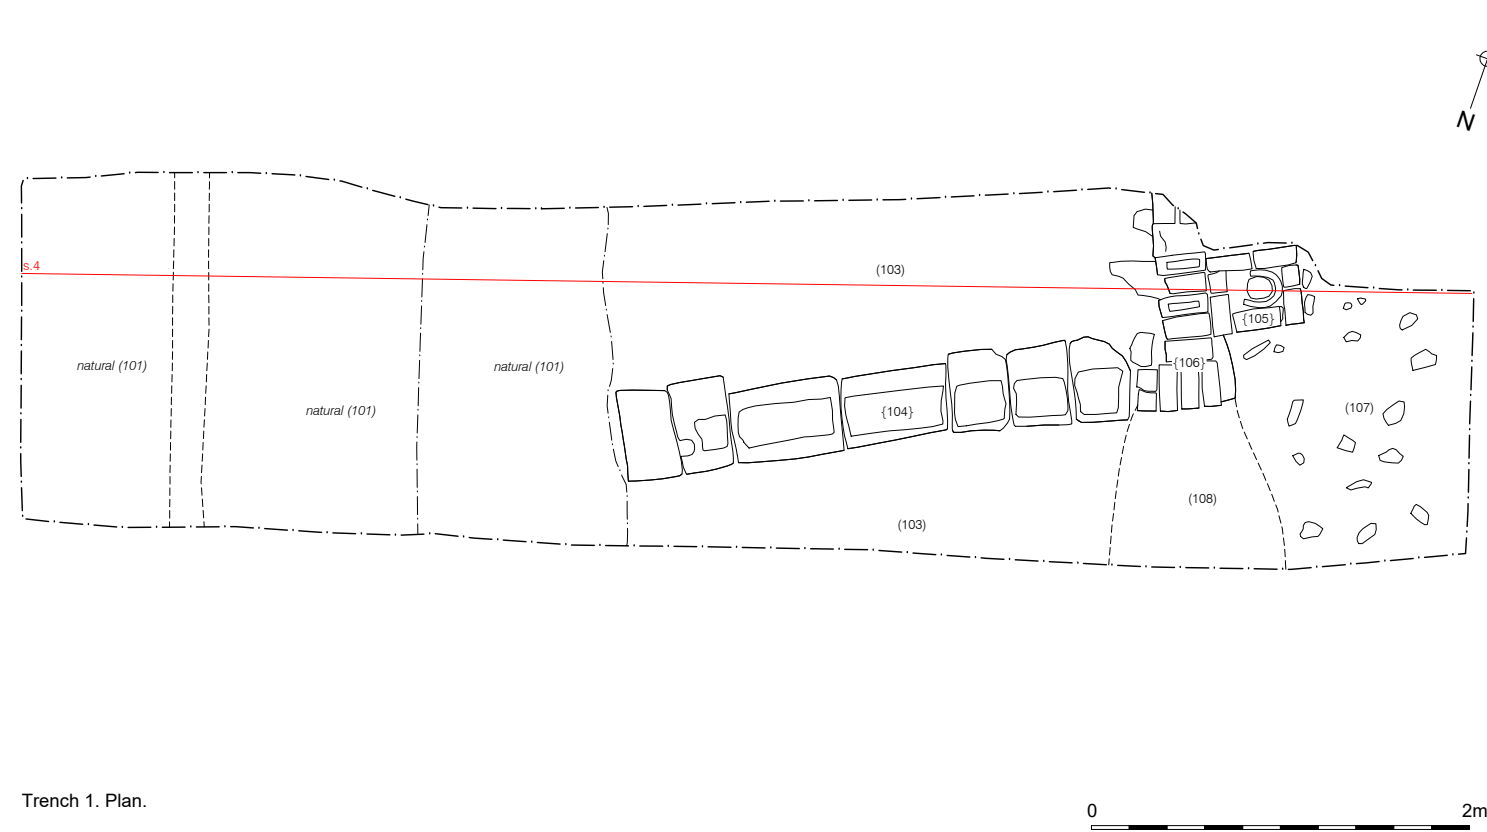 N
s.4
(103)
{105}
natural (101)
natural (101)
{106}
natural (101)
{104}
(107)
(108)
(103)
Trench 1. Plan.
0 2m